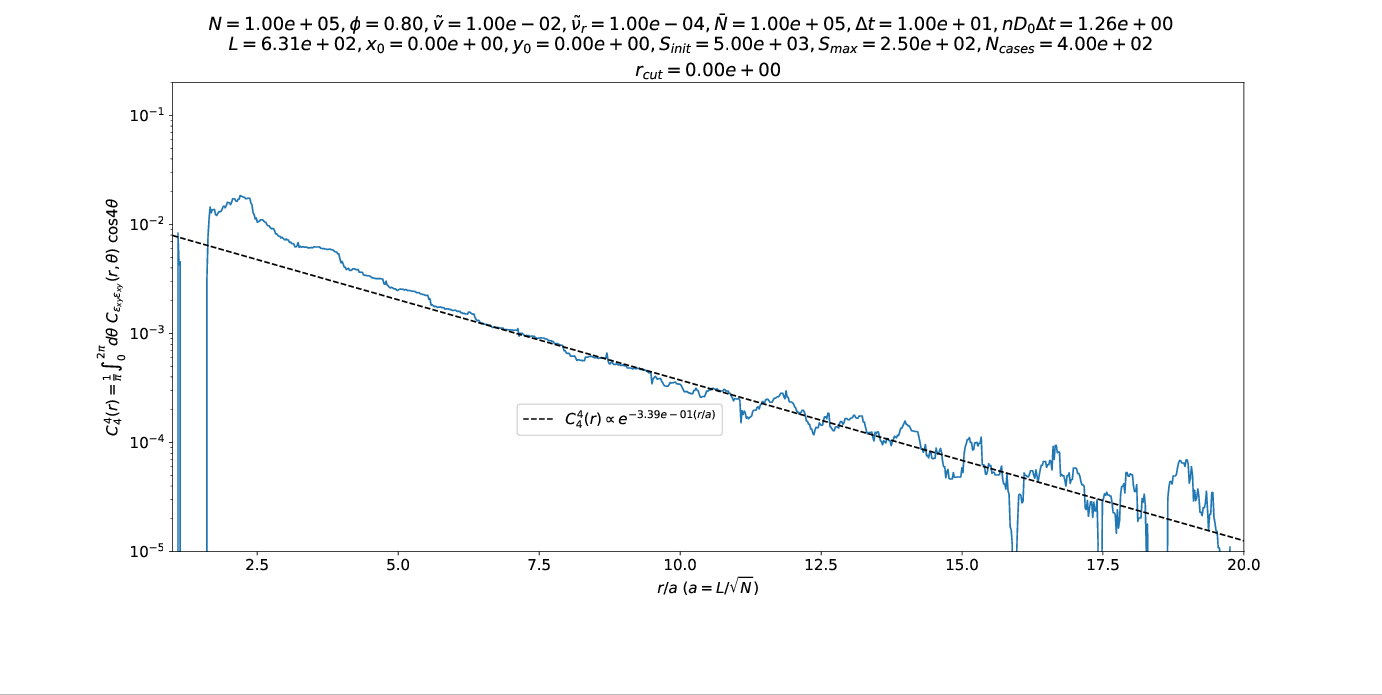 N = 1.00e + 05, ϕ = 0.80, ṽ = 1.00e − 02, ν̃_r = 1.00e − 04, N̄ = 1.00e + 05, Δt = 1.00e + 01, nD_0Δt = 1.26e + 00
L = 6.31e + 02, x_0 = 0.00e + 00, y_0 = 0.00e + 00, S_init = 5.00e + 03, S_max = 2.50e + 02, N_cases = 4.00e + 02
r_cut = 0.00e + 00
10^−1
10^−2
10^−3
10^−4
10^−5
C_4^4(r) = 1/π ∫_0^2π dθ C_ε_xyε_xy(r, θ) cos4θ
C_4^4(r) ∝ e^−3.39e − 01(r/a)
2.5 5.0 7.5 10.0 12.5 15.0 17.5 20.0
r/a (a = L/√N)